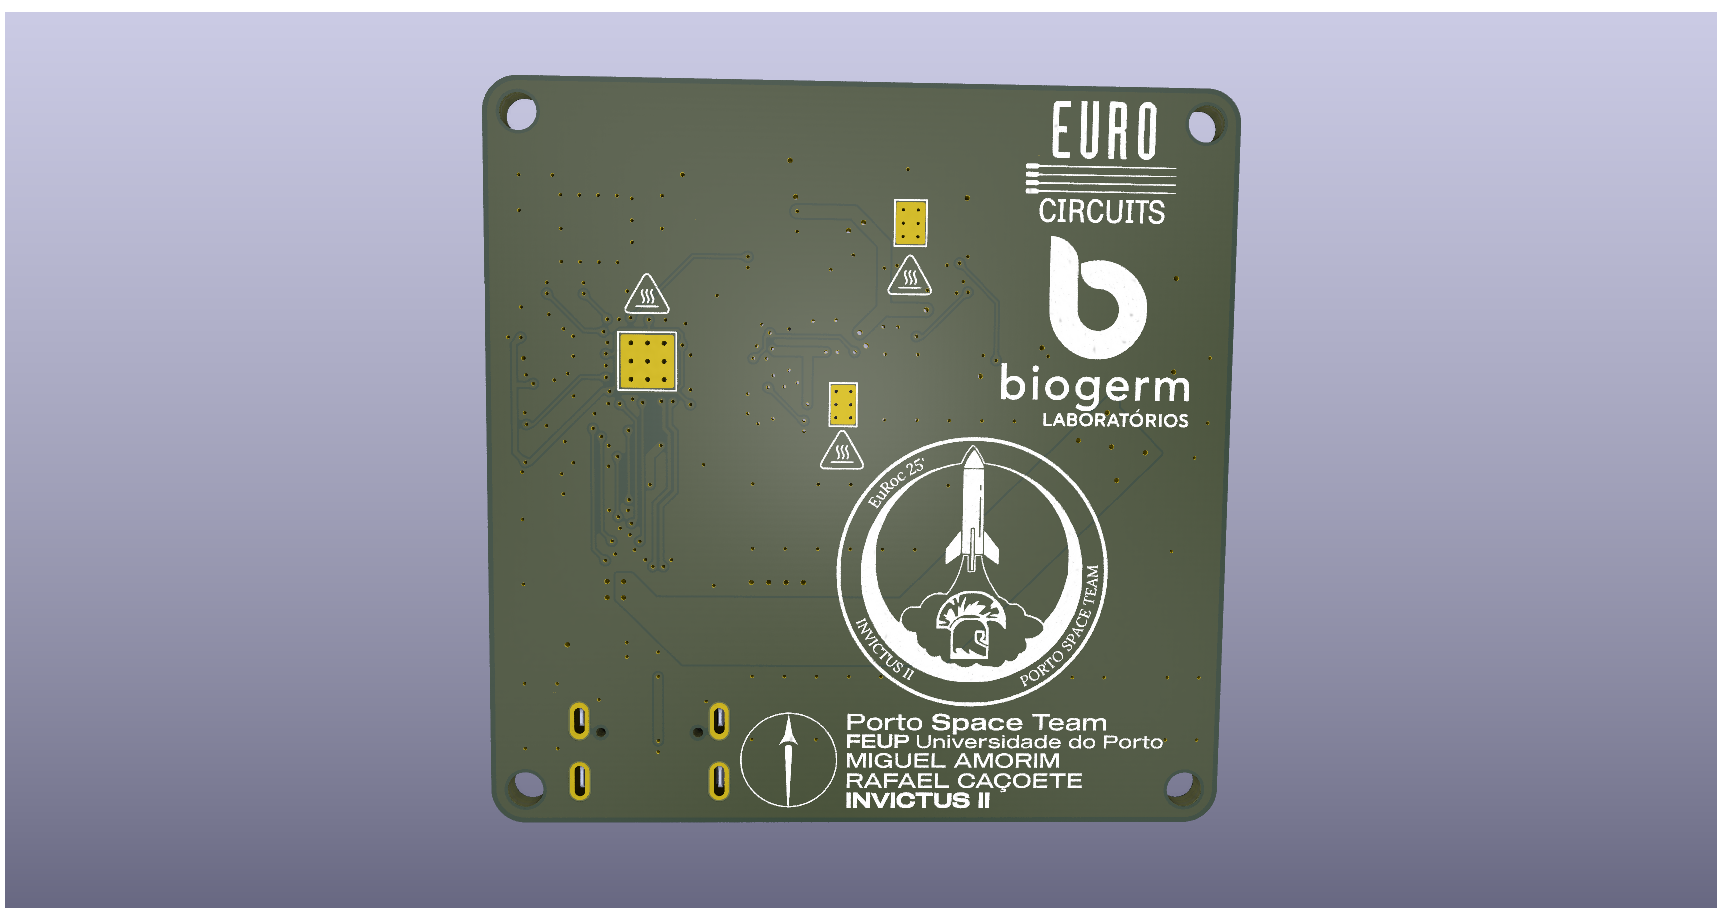 EURO
CIRCUITS
biogerm
LABORATÓRIOS
EuRoc 25'
INVICTUS II
PORTO SPACE TEAM
Porto Space Team
FEUP Universidade do Porto
MIGUEL AMORIM
RAFAEL CAÇOETE
INVICTUS II